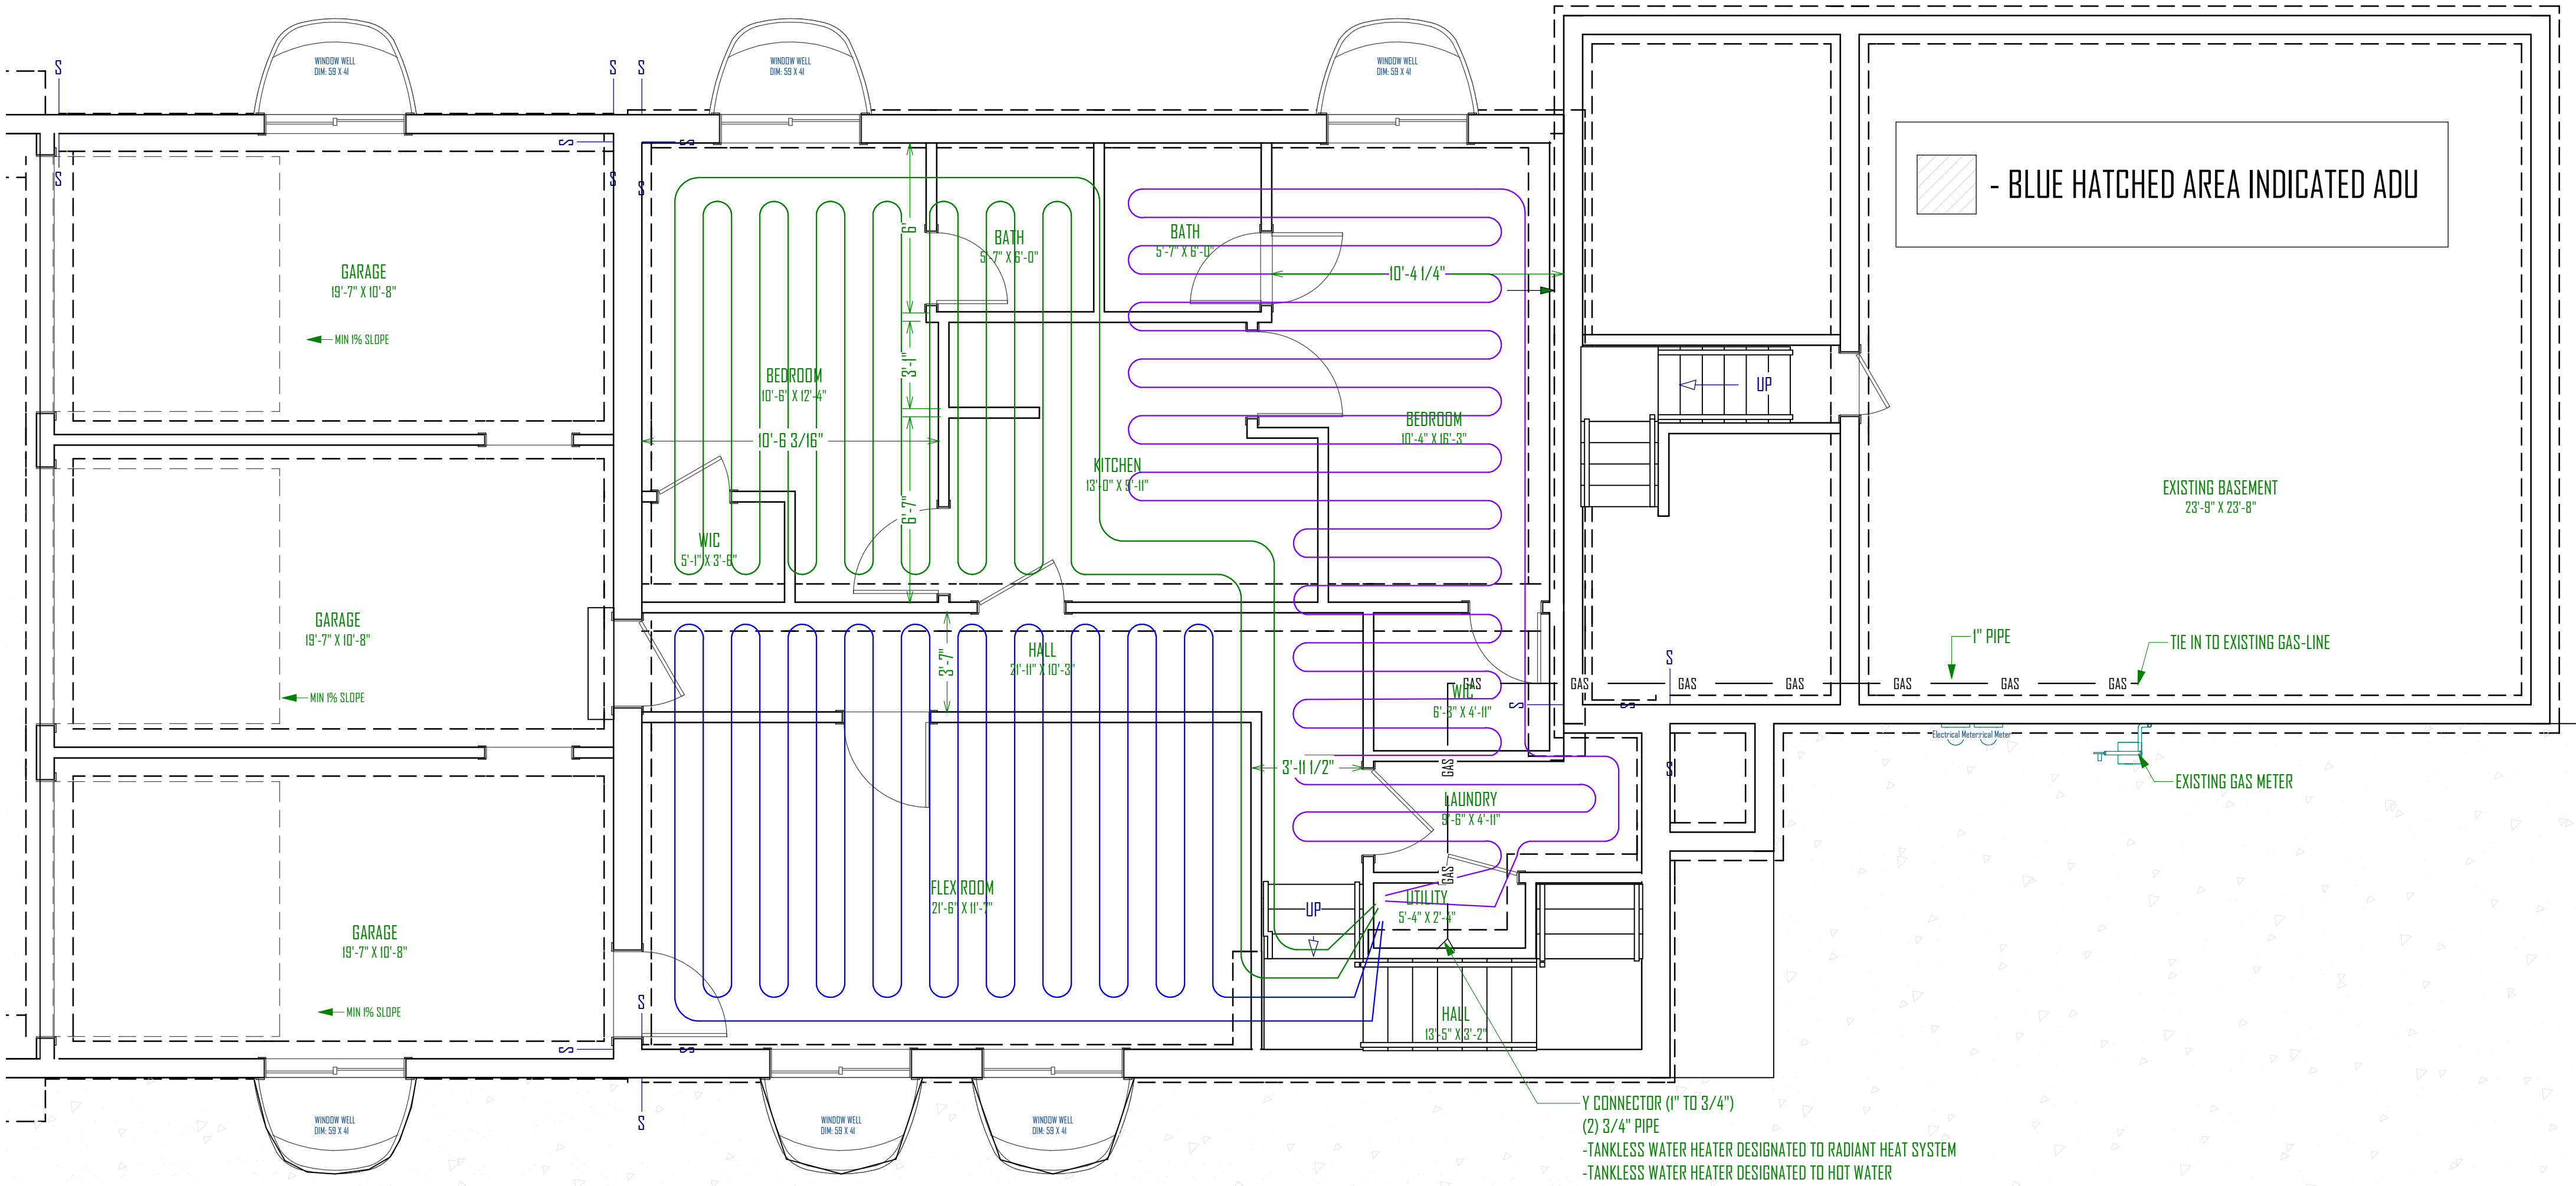 WINDOW WELL
DIM: 59 X 41
WINDOW WELL
DIM: 59 X 41
WINDOW WELL
DIM: 59 X 41
S
S
S
S
S
S
S
S
S
- BLUE HATCHED AREA INDICATED ADU
GARAGE
19'-7" X 10'-8"
MIN 1% SLOPE
6'
BATH
5'-7" X 6'-0"
BATH
5'-7" X 6'-0"
10'-4 1/4"
3'-1"
BEDROOM
10'-6" X 12'-4"
10'-6 3/16"
BEDROOM
10'-4" X 16'-3"
UP
KITCHEN
13'-0" X 9'-11"
6'-7"
WIC
5'-1" X 3'-6"
EXISTING BASEMENT
23'-9" X 23'-8"
GARAGE
19'-7" X 10'-8"
MIN 1% SLOPE
3'-7"
HALL
21'-11" X 10'-3"
1" PIPE
TIE IN TO EXISTING GAS-LINE
S
GAS
GAS
GAS
GAS
GAS
GAS
GAS
WIC
6'-8" X 4'-11"
S
S
Electrical Meter
EXISTING GAS METER
3'-11 1/2"
GAS
S
LAUNDRY
9'-6" X 4'-11"
GAS
FLEX ROOM
21'-6" X 11'-7"
UTILITY
5'-4" X 2'-4"
UP
GARAGE
19'-7" X 10'-8"
MIN 1% SLOPE
S
S
S
HALL
13'-5" X 3'-2"
S
WINDOW WELL
DIM: 59 X 41
WINDOW WELL
DIM: 59 X 41
WINDOW WELL
DIM: 59 X 41
Y CONNECTOR (1" TO 3/4")
(2) 3/4" PIPE
-TANKLESS WATER HEATER DESIGNATED TO RADIANT HEAT SYSTEM
-TANKLESS WATER HEATER DESIGNATED TO HOT WATER